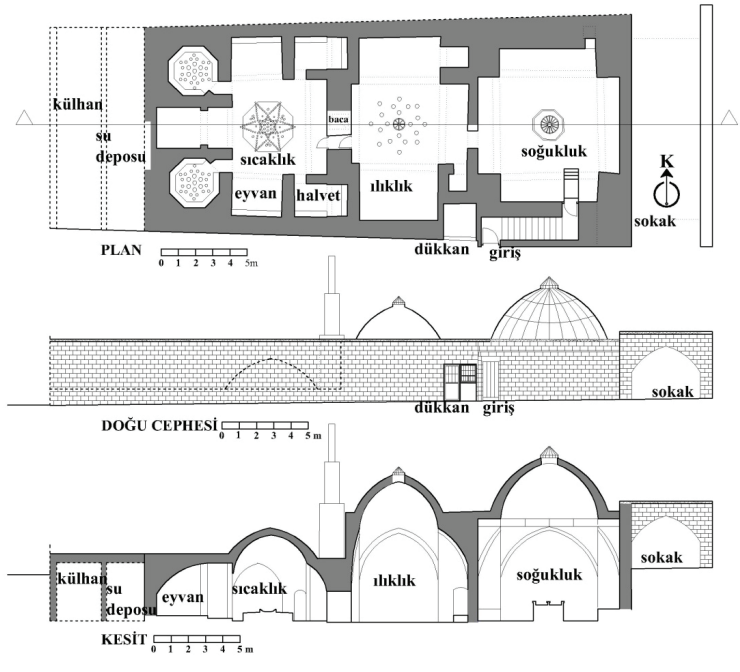 külhan
su
deposu
sıcaklık
eyvan
halvet
baca
ılıklık
soğukluk
K
sokak
dükkan
giriş
PLAN
0 1 2 3 4 5m
dükkan
giriş
sokak
DOĞU CEPHESİ
0 1 2 3 4 5 m
külhan
su
deposu
eyvan
sıcaklık
ılıklık
soğukluk
sokak
KESİT
0 1 2 3 4 5 m